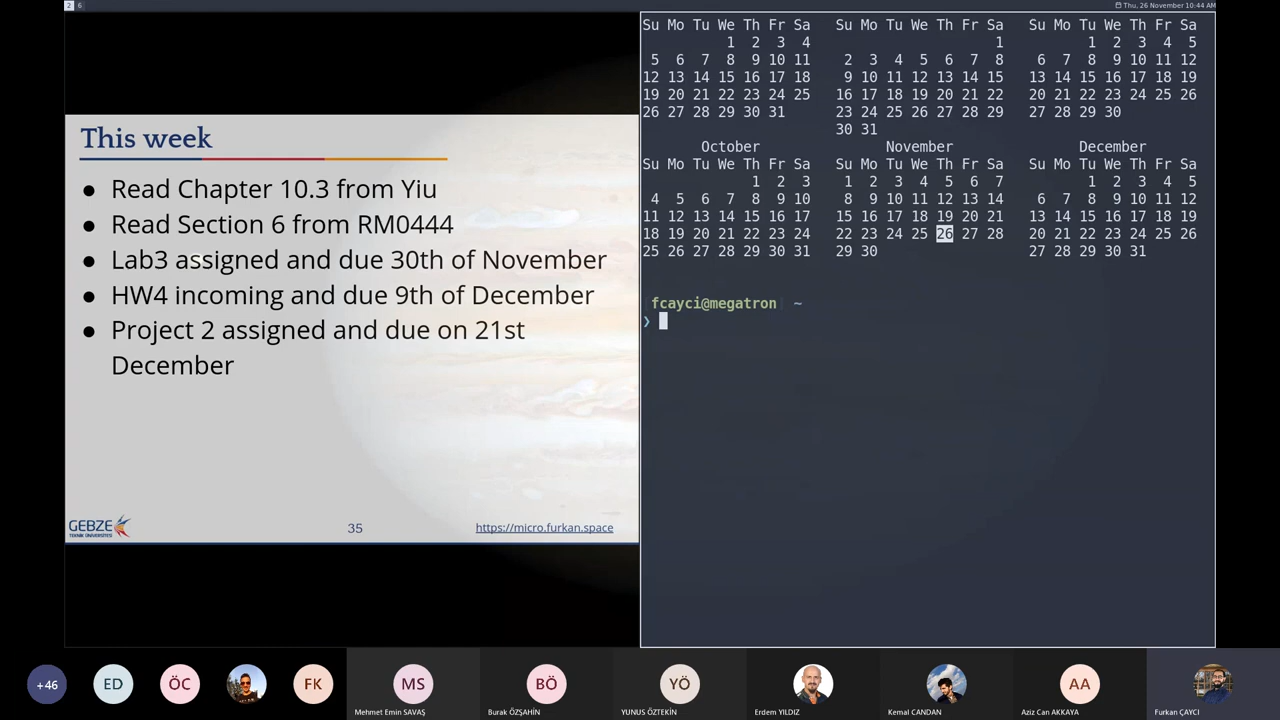 2 6
Thu, 26 November 10:44 AM
This week
● Read Chapter 10.3 from Yiu
● Read Section 6 from RM0444
● Lab3 assigned and due 30th of November
● HW4 incoming and due 9th of December
● Project 2 assigned and due on 21st
December
GEBZE
TEKNİK ÜNİVERSİTESİ
35
https://micro.furkan.space
Su Mo Tu We Th Fr Sa   Su Mo Tu We Th Fr Sa   Su Mo Tu We Th Fr Sa
1 2 3 4   1   1 2 3 4 5
5 6 7 8 9 10 11   2 3 4 5 6 7 8   6 7 8 9 10 11 12
12 13 14 15 16 17 18   9 10 11 12 13 14 15   13 14 15 16 17 18 19
19 20 21 22 23 24 25   16 17 18 19 20 21 22   20 21 22 23 24 25 26
26 27 28 29 30 31   23 24 25 26 27 28 29   27 28 29 30
30 31
October   November   December
Su Mo Tu We Th Fr Sa   Su Mo Tu We Th Fr Sa   Su Mo Tu We Th Fr Sa
1 2 3   1 2 3 4 5 6 7   1 2 3 4 5
4 5 6 7 8 9 10   8 9 10 11 12 13 14   6 7 8 9 10 11 12
11 12 13 14 15 16 17   15 16 17 18 19 20 21   13 14 15 16 17 18 19
18 19 20 21 22 23 24   22 23 24 25 26 27 28   20 21 22 23 24 25 26
25 26 27 28 29 30 31   29 30   27 28 29 30 31
fcayci@megatron ~
❯
+46
ED
ÖC
FK
MS
Mehmet Emin SAVAŞ
BÖ
Burak ÖZŞAHİN
YÖ
YUNUS ÖZTEKİN
Erdem YILDIZ
Kemal CANDAN
AA
Aziz Can AKKAYA
Furkan ÇAYCI